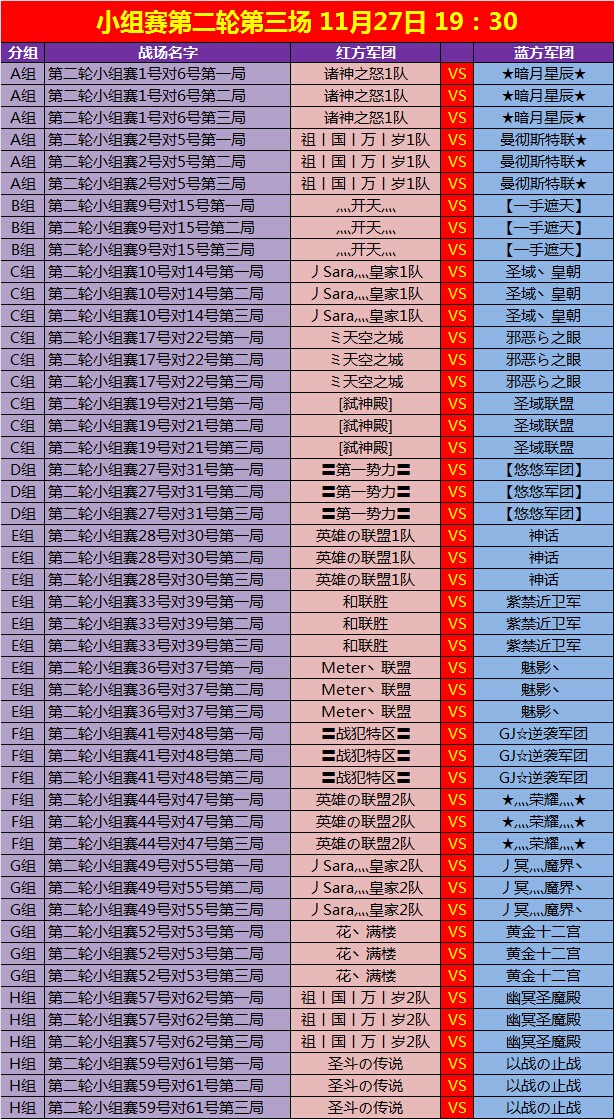 小组赛第二轮第三场 11月27日 19：30
分组 战场名字 红方军团 蓝方军团
A组 第二轮小组赛1号对6号第一局 诸神之怒1队 VS ★暗月星辰★
A组 第二轮小组赛1号对6号第二局 诸神之怒1队 VS ★暗月星辰★
A组 第二轮小组赛1号对6号第三局 诸神之怒1队 VS ★暗月星辰★
A组 第二轮小组赛2号对5号第一局 祖丨国丨万丨岁1队 VS 曼彻斯特联★
A组 第二轮小组赛2号对5号第二局 祖丨国丨万丨岁1队 VS 曼彻斯特联★
A组 第二轮小组赛2号对5号第三局 祖丨国丨万丨岁1队 VS 曼彻斯特联★
B组 第二轮小组赛9号对15号第一局 灬开天灬 VS 【一手遮天】
B组 第二轮小组赛9号对15号第二局 灬开天灬 VS 【一手遮天】
B组 第二轮小组赛9号对15号第三局 灬开天灬 VS 【一手遮天】
C组 第二轮小组赛10号对14号第一局 丿Sara灬皇家1队 VS 圣域丶皇朝
C组 第二轮小组赛10号对14号第二局 丿Sara灬皇家1队 VS 圣域丶皇朝
C组 第二轮小组赛10号对14号第三局 丿Sara灬皇家1队 VS 圣域丶皇朝
C组 第二轮小组赛17号对22号第一局 ミ天空之城 VS 邪恶ら之眼
C组 第二轮小组赛17号对22号第二局 ミ天空之城 VS 邪恶ら之眼
C组 第二轮小组赛17号对22号第三局 ミ天空之城 VS 邪恶ら之眼
C组 第二轮小组赛19号对21号第一局 [弑神殿] VS 圣域联盟
C组 第二轮小组赛19号对21号第二局 [弑神殿] VS 圣域联盟
C组 第二轮小组赛19号对21号第三局 [弑神殿] VS 圣域联盟
D组 第二轮小组赛27号对31号第一局 〓第一势力〓 VS 【悠悠军团】
D组 第二轮小组赛27号对31号第二局 〓第一势力〓 VS 【悠悠军团】
D组 第二轮小组赛27号对31号第三局 〓第一势力〓 VS 【悠悠军团】
E组 第二轮小组赛28号对30号第一局 英雄の联盟1队 VS 神话
E组 第二轮小组赛28号对30号第二局 英雄の联盟1队 VS 神话
E组 第二轮小组赛28号对30号第三局 英雄の联盟1队 VS 神话
E组 第二轮小组赛33号对39号第一局 和联胜 VS 紫禁近卫军
E组 第二轮小组赛33号对39号第二局 和联胜 VS 紫禁近卫军
E组 第二轮小组赛33号对39号第三局 和联胜 VS 紫禁近卫军
E组 第二轮小组赛36号对37号第一局 Meter丶联盟 VS 魅影丶
E组 第二轮小组赛36号对37号第二局 Meter丶联盟 VS 魅影丶
E组 第二轮小组赛36号对37号第三局 Meter丶联盟 VS 魅影丶
F组 第二轮小组赛41号对48号第一局 〓战犯特区〓 VS GJ☆逆袭军团
F组 第二轮小组赛41号对48号第二局 〓战犯特区〓 VS GJ☆逆袭军团
F组 第二轮小组赛41号对48号第三局 〓战犯特区〓 VS GJ☆逆袭军团
F组 第二轮小组赛44号对47号第一局 英雄の联盟2队 VS ★灬荣耀灬★
F组 第二轮小组赛44号对47号第二局 英雄の联盟2队 VS ★灬荣耀灬★
F组 第二轮小组赛44号对47号第三局 英雄の联盟2队 VS ★灬荣耀灬★
G组 第二轮小组赛49号对55号第一局 丿Sara灬皇家2队 VS 丿冥灬魔界丶
G组 第二轮小组赛49号对55号第二局 丿Sara灬皇家2队 VS 丿冥灬魔界丶
G组 第二轮小组赛49号对55号第三局 丿Sara灬皇家2队 VS 丿冥灬魔界丶
G组 第二轮小组赛52号对53号第一局 花丶满楼 VS 黄金十二宫
G组 第二轮小组赛52号对53号第二局 花丶满楼 VS 黄金十二宫
G组 第二轮小组赛52号对53号第三局 花丶满楼 VS 黄金十二宫
H组 第二轮小组赛57号对62号第一局 祖丨国丨万丨岁2队 VS 幽冥圣魔殿
H组 第二轮小组赛57号对62号第二局 祖丨国丨万丨岁2队 VS 幽冥圣魔殿
H组 第二轮小组赛57号对62号第三局 祖丨国丨万丨岁2队 VS 幽冥圣魔殿
H组 第二轮小组赛59号对61号第一局 圣斗の传说 VS 以战の止战
H组 第二轮小组赛59号对61号第二局 圣斗の传说 VS 以战の止战
H组 第二轮小组赛59号对61号第三局 圣斗の传说 VS 以战の止战